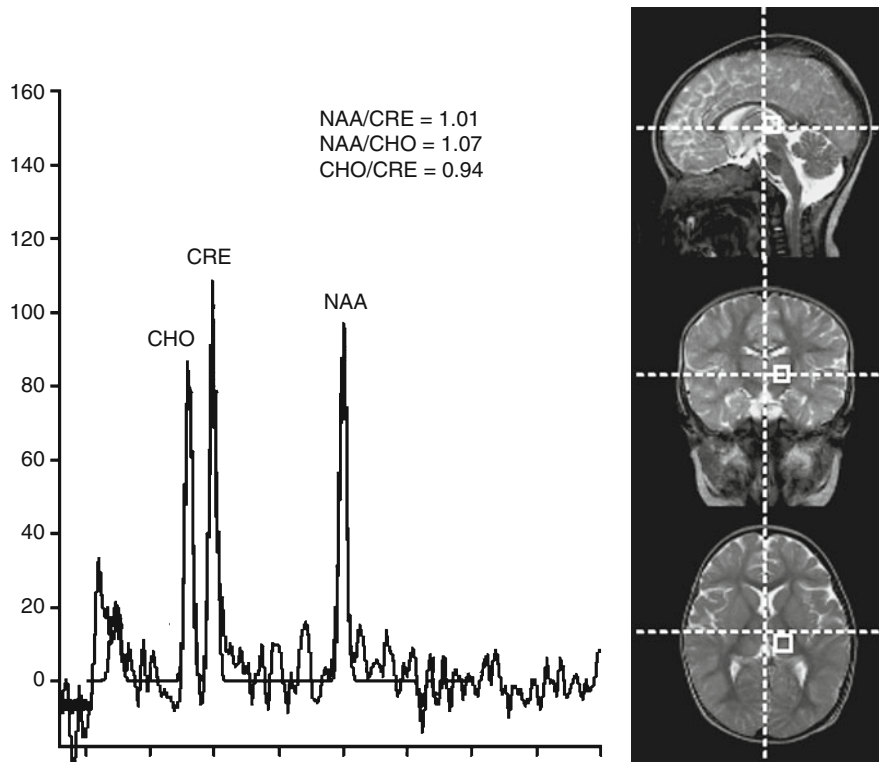 160
140
120
100
80
60
40
20
0
NAA/CRE = 1.01
NAA/CHO = 1.07
CHO/CRE = 0.94
CRE
CHO
NAA